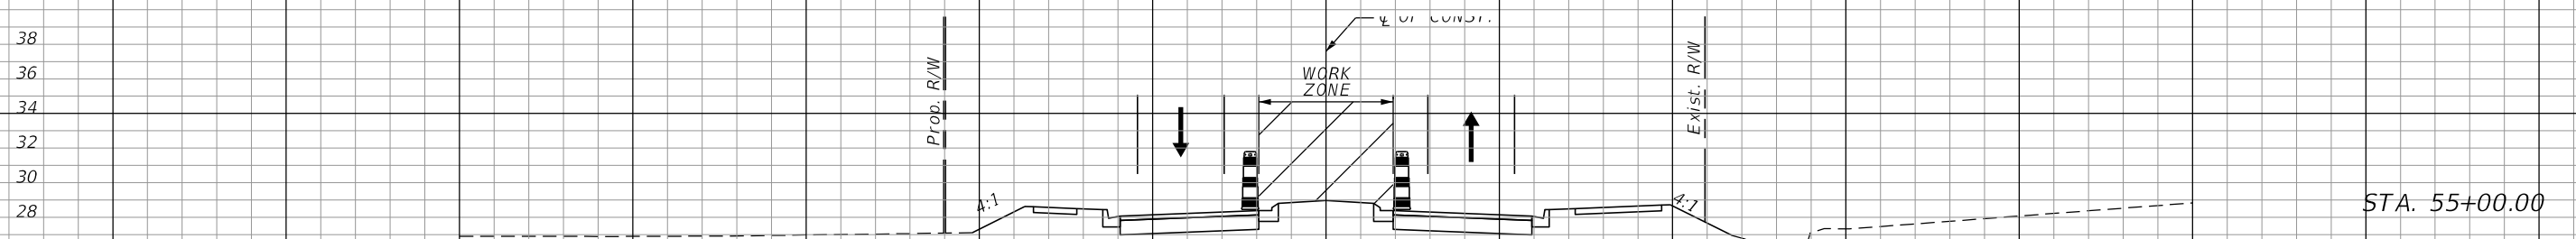 38
36
34
32
30
28
Prop. R/W
WORK
ZONE
Exist. R/W
4:1
4:1
STA. 55+00.00